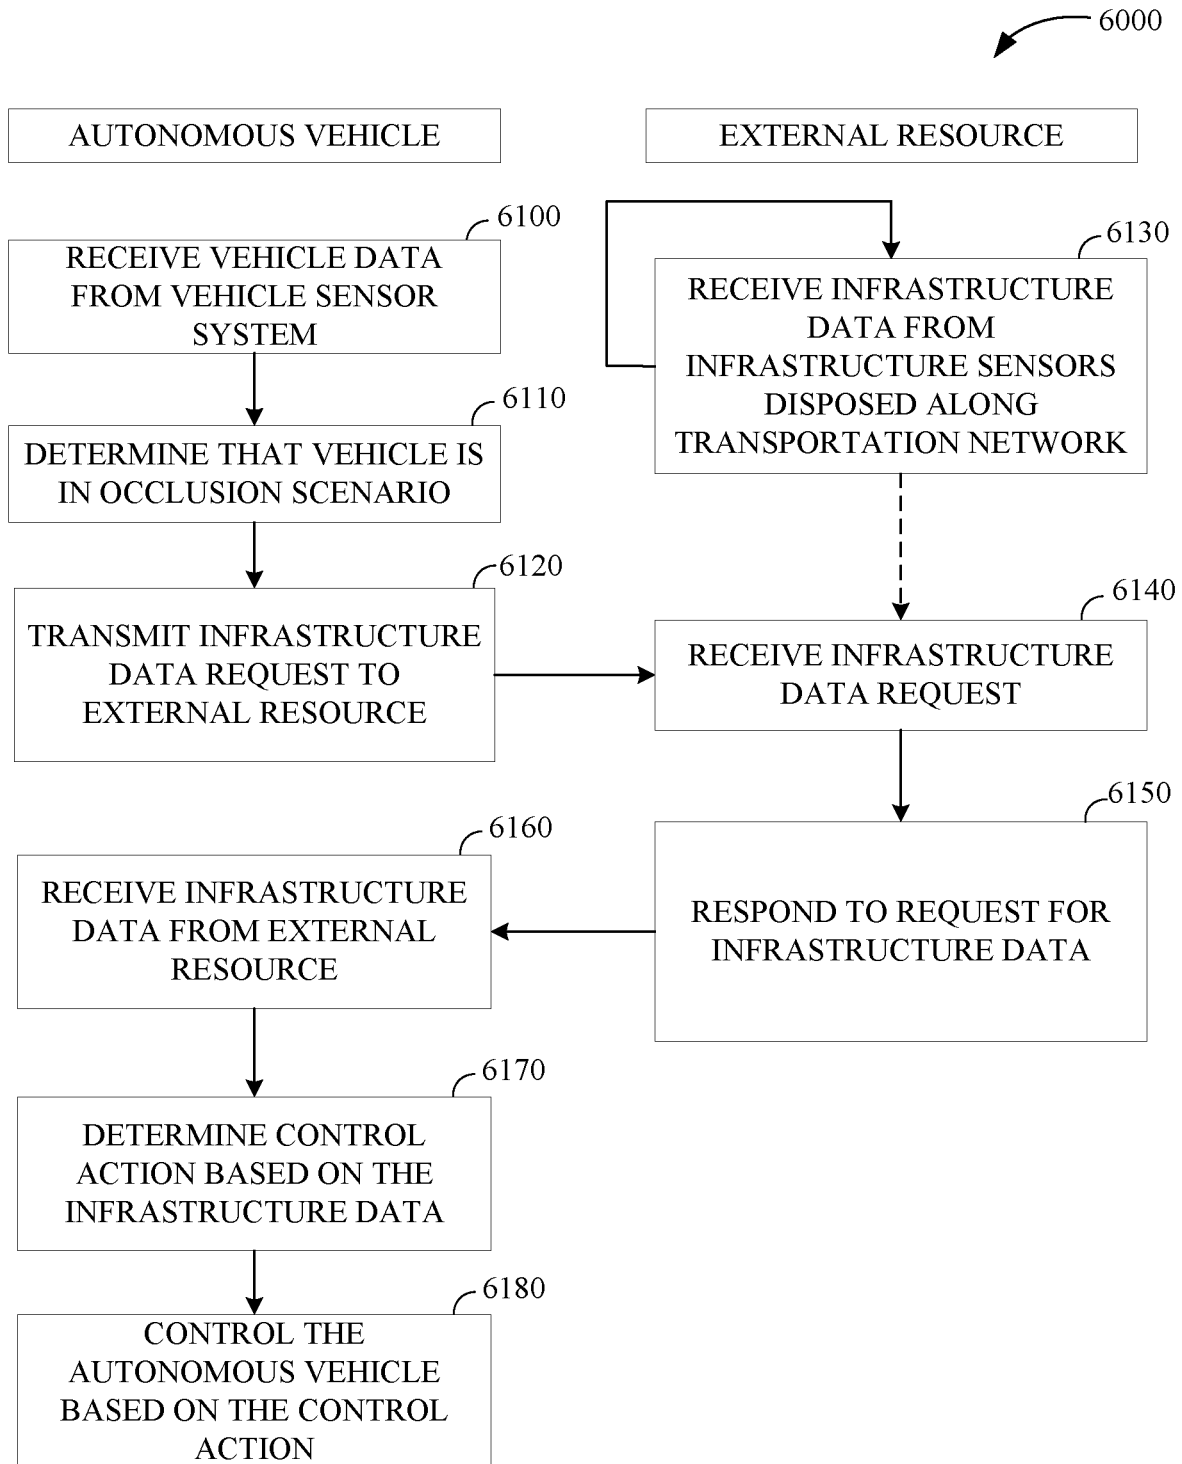 6000
AUTONOMOUS VEHICLE
EXTERNAL RESOURCE
6100
RECEIVE VEHICLE DATA
FROM VEHICLE SENSOR
SYSTEM
6110
DETERMINE THAT VEHICLE IS
IN OCCLUSION SCENARIO
6120
TRANSMIT INFRASTRUCTURE
DATA REQUEST TO
EXTERNAL RESOURCE
6130
RECEIVE INFRASTRUCTURE
DATA FROM
INFRASTRUCTURE SENSORS
DISPOSED ALONG
TRANSPORTATION NETWORK
6140
RECEIVE INFRASTRUCTURE
DATA REQUEST
6150
RESPOND TO REQUEST FOR
INFRASTRUCTURE DATA
6160
RECEIVE INFRASTRUCTURE
DATA FROM EXTERNAL
RESOURCE
6170
DETERMINE CONTROL
ACTION BASED ON THE
INFRASTRUCTURE DATA
6180
CONTROL THE
AUTONOMOUS VEHICLE
BASED ON THE CONTROL
ACTION